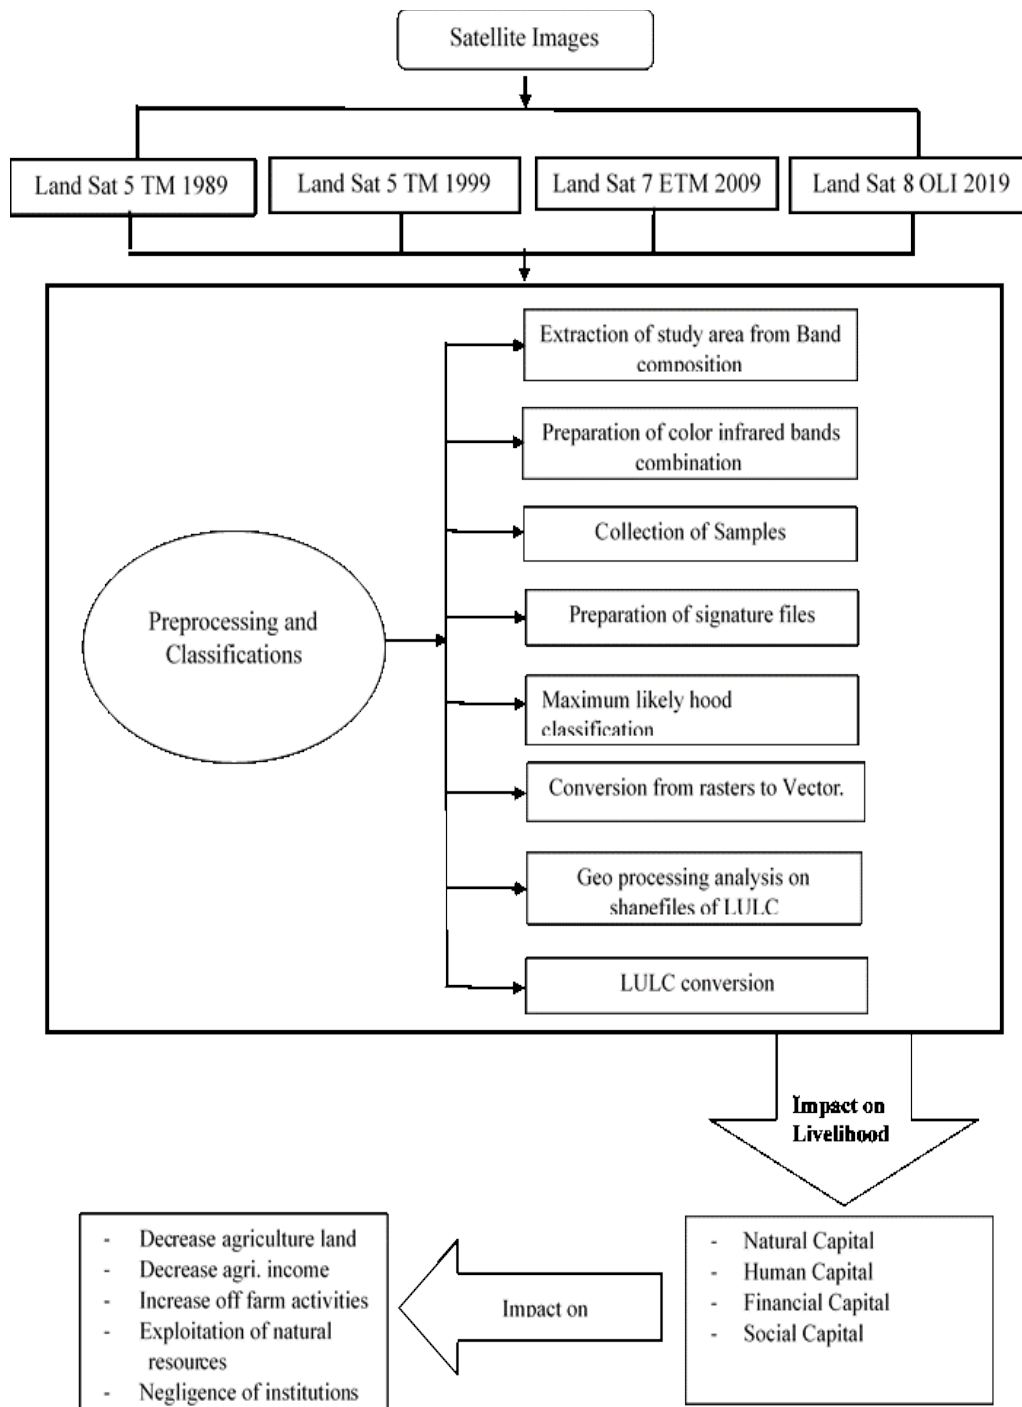 Satellite Images
Land Sat 5 TM 1989
Land Sat 5 TM 1999
Land Sat 7 ETM 2009
Land Sat 8 OLI 2019
Extraction of study area from Band
composition
Preparation of color infrared bands
combination
Collection of Samples
Preprocessing and
Classifications
Preparation of signature files
Maximum likely hood
classification
Conversion from rasters to Vector.
Geo processing analysis on
shapefiles of LULC
LULC conversion
Impact on
Livelihood
- Natural Capital
- Human Capital
- Financial Capital
- Social Capital
Impact on
- Decrease agriculture land
- Decrease agri. income
- Increase off farm activities
- Exploitation of natural
resources
- Negligence of institutions